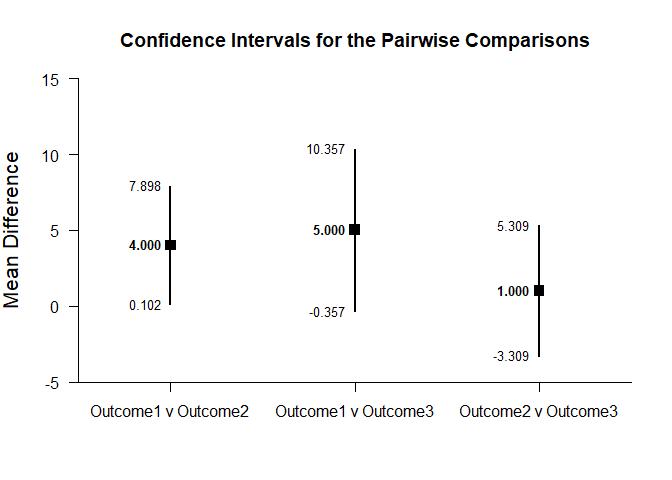 Confidence Intervals for the Pairwise Comparisons
Mean Difference
15
10
5
0
-5
7.898
4.000
0.102
10.357
5.000
-0.357
5.309
1.000
-3.309
Outcome1 v Outcome2
Outcome1 v Outcome3
Outcome2 v Outcome3